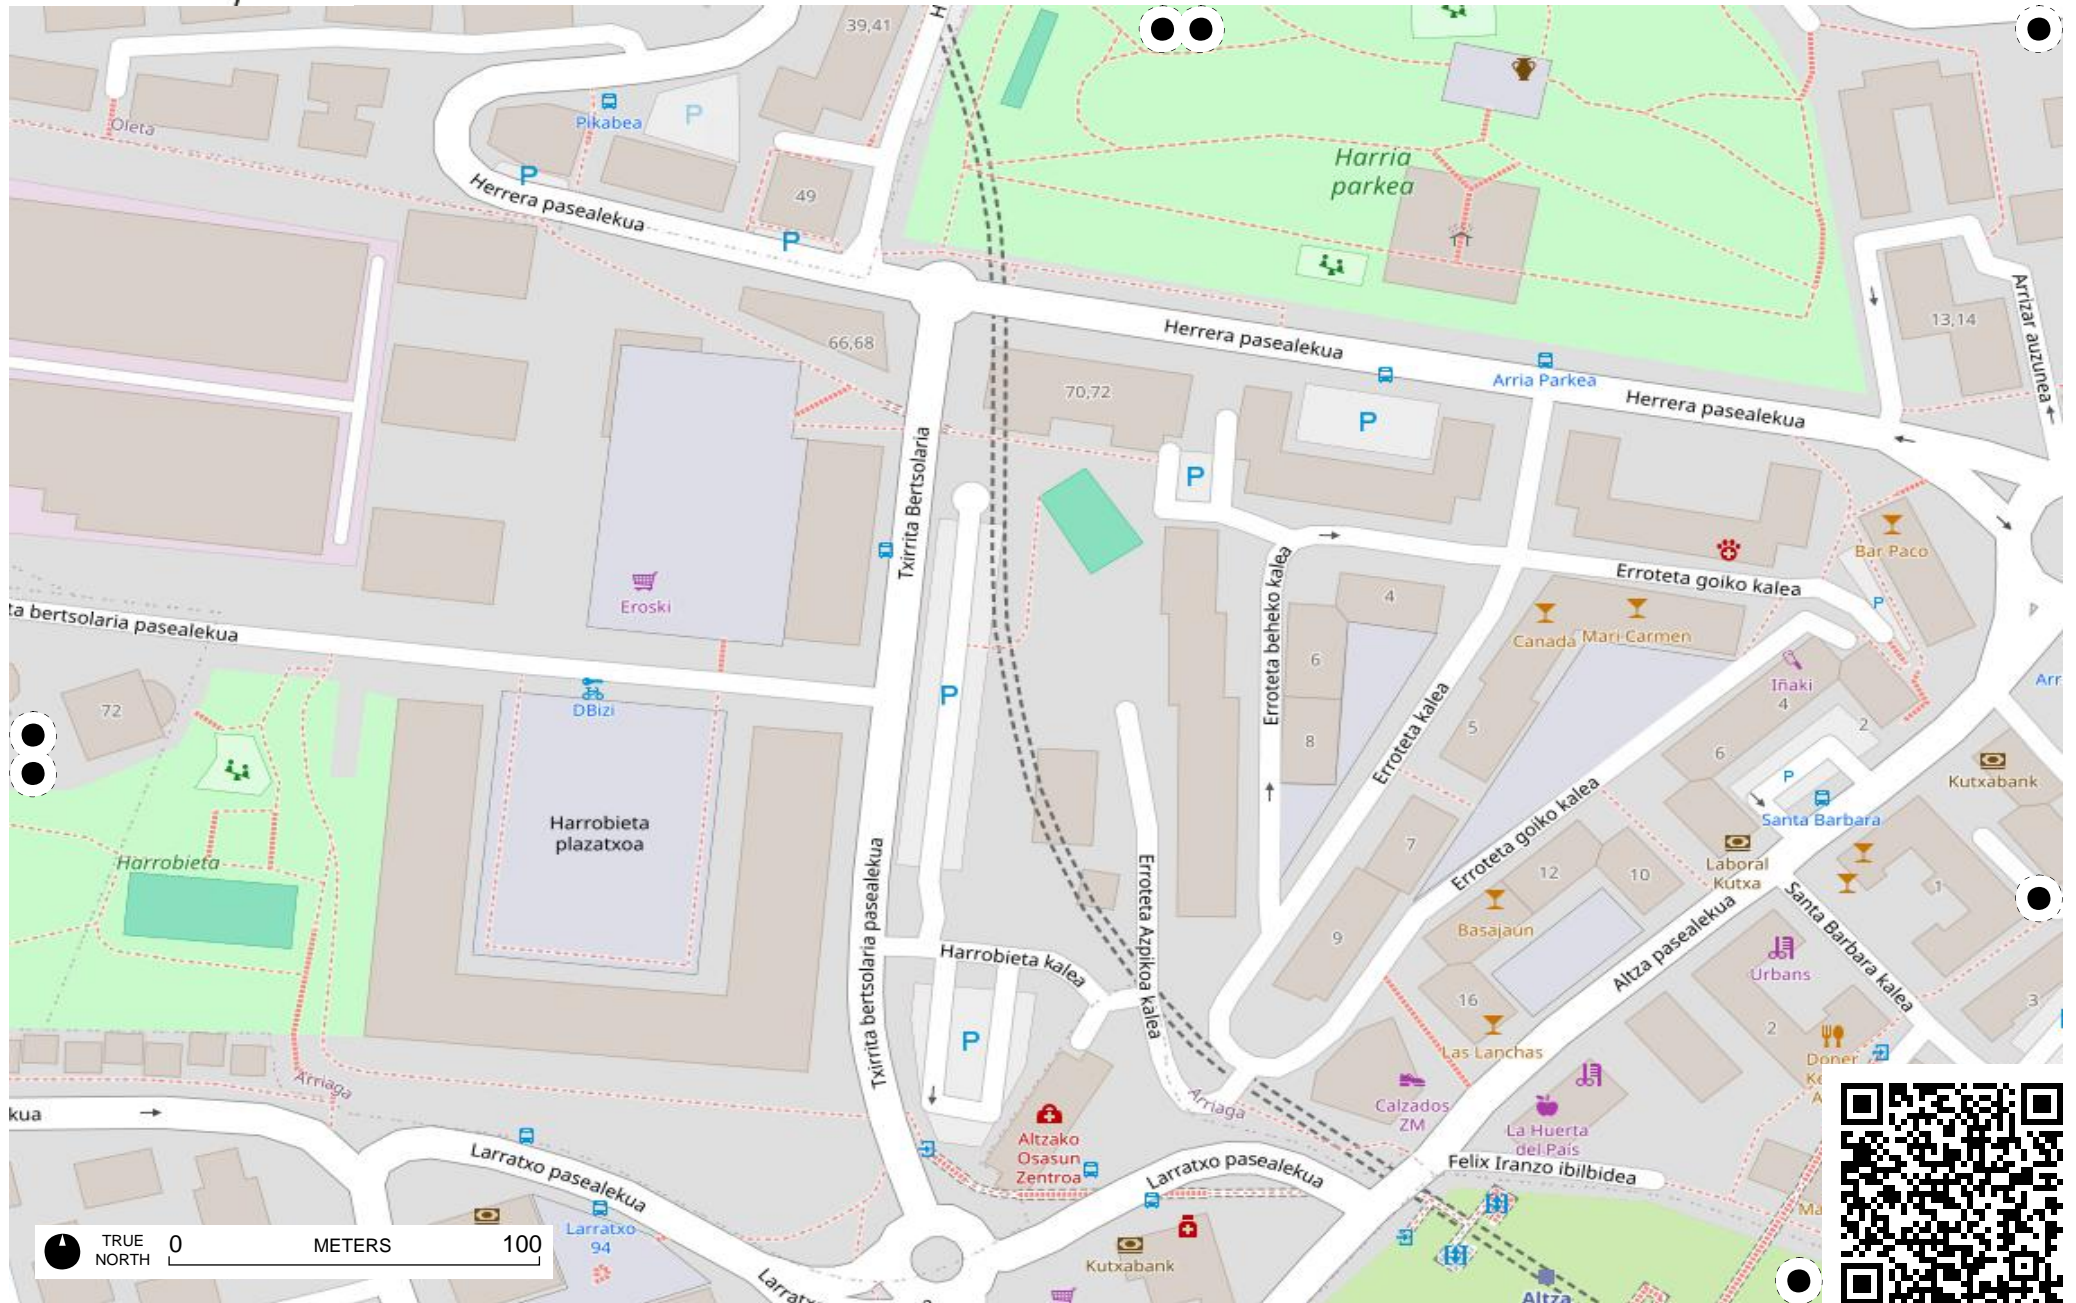 39,41
H
Oleta
Pikabea
P
P
Herrera pasealekua
49
P
Harria
parkea
66,68
Herrera pasealekua
70,72
Arria Parkea
Herrera pasealekua
13,14
Arrizar auzunea
P
P
Txirrita Bertsolaria
Bar Paco
Erroteta goiko kalea
P
Eroski
ta bertsolaria pasealekua
Erroteta beheko kalea
4
6
8
Canada
Mari Carmen
Iñaki
4
2
6
5
Erroteta kalea
72
DBizi
P
Arr
Kutxabank
P
Santa Barbara
Harrobieta
plazatxoa
Harrobieta
Txirrita bertsolaria pasealekua
Erroteta Azpikoa kalea
7
9
Erroteta goiko kalea
12
10
Laboral
Kutxa
1
Basajaun
Altza pasealekua
Santa Barbara kalea
Urbans
Harrobieta kalea
16
Las Lanchas
2
3
Doner
P
Arriaga
Arriaga
Calzados
ZM
La Huerta
del País
kua
Altzako
Osasun
Zentroa
Larratxo pasealekua
Larratxo pasealekua
Felix Iranzo ibilbidea
Larratxo
94
Kutxabank
Ma
Altza
TRUE
NORTH
0 METERS 100